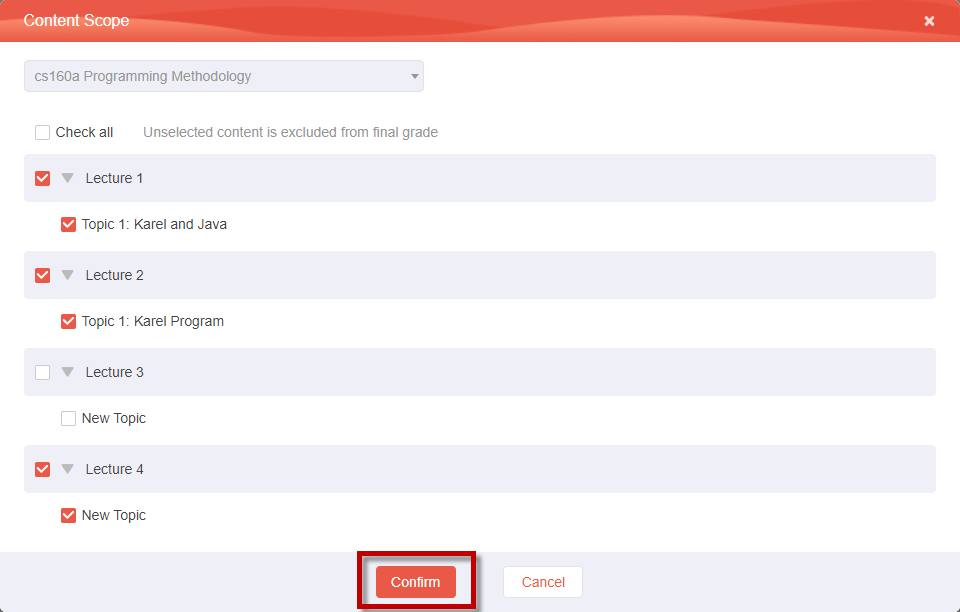 Content Scope
cs160a Programming Methodology
Check all Unselected content is excluded from final grade
Lecture 1
Topic 1: Karel and Java
Lecture 2
Topic 1: Karel Program
Lecture 3
New Topic
Lecture 4
New Topic
Confirm Cancel